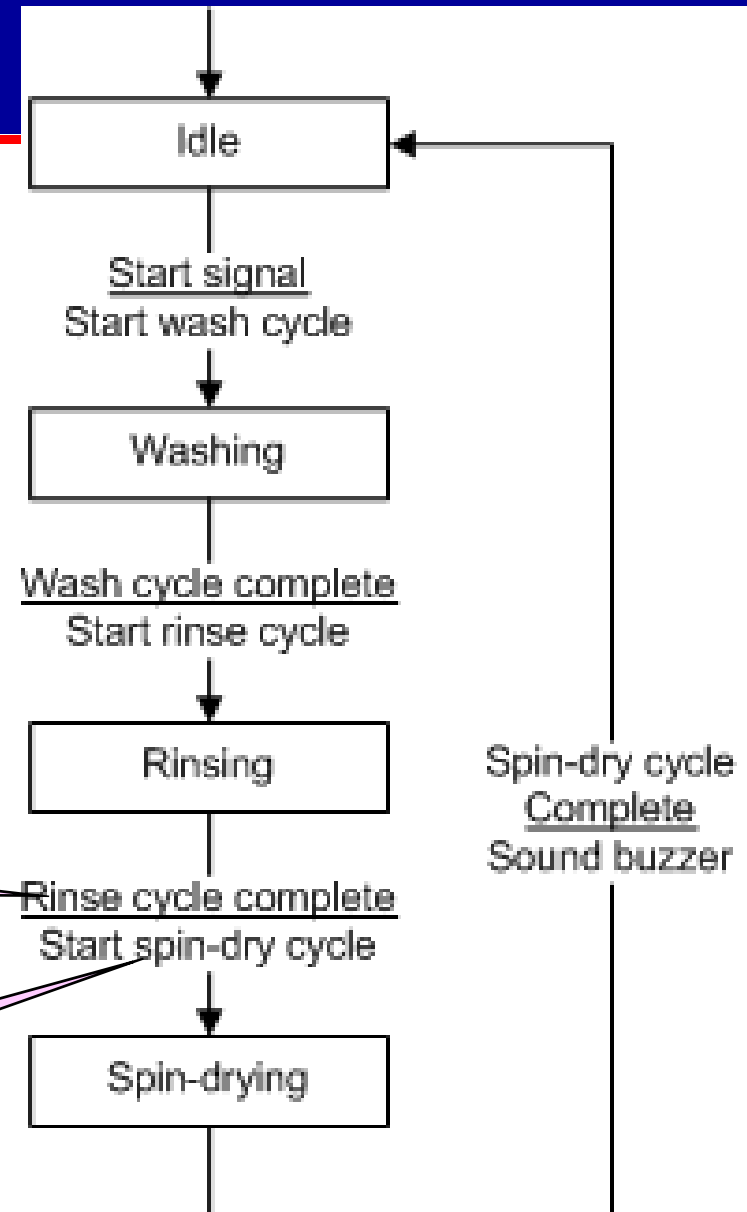 Idle
Start signal
Start wash cycle
Washing
Wash cycle complete
Start rinse cycle
Rinsing
Spin-dry cycle
Complete
Sound buzzer
Rinse cycle complete
Start spin-dry cycle
Spin-drying